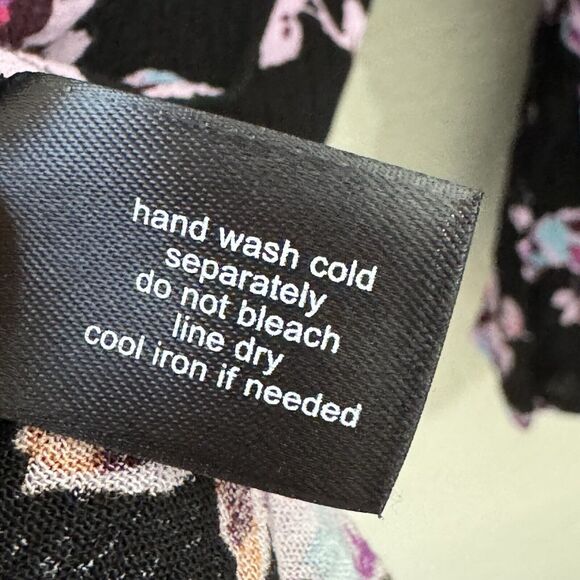 hand wash cold
separately
do not bleach
line dry
cool iron if needed